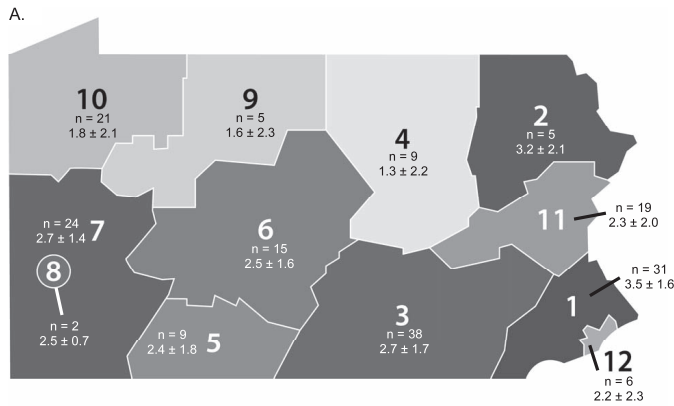 A.
10
n = 21
1.8 ± 2.1
9
n = 5
1.6 ± 2.3
4
n = 9
1.3 ± 2.2
2
n = 5
3.2 ± 2.1
11
n = 19
2.3 ± 2.0
n = 24
2.7 ± 1.4
7
8
n = 2
2.5 ± 0.7
6
n = 15
2.5 ± 1.6
n = 9
2.4 ± 1.8
5
3
n = 38
2.7 ± 1.7
1
n = 31
3.5 ± 1.6
12
n = 6
2.2 ± 2.3